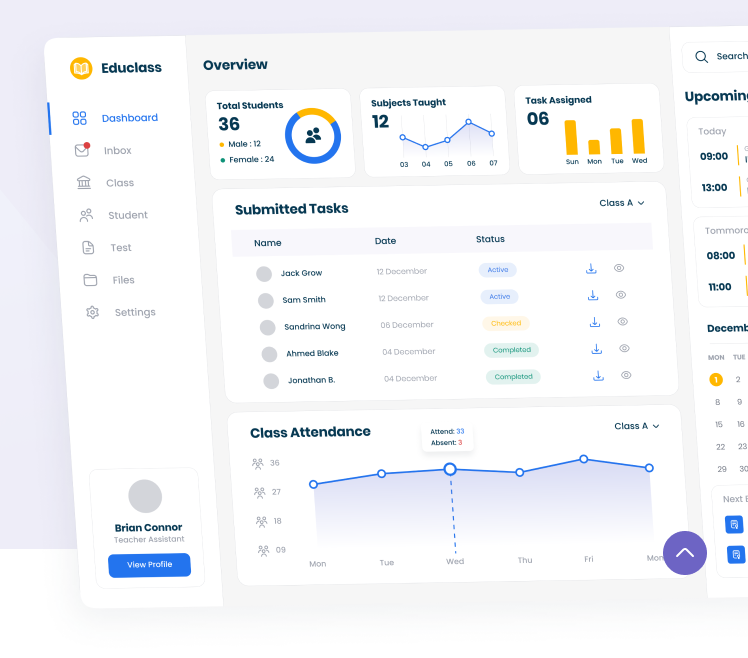 Educlass
Dashboard
Inbox
Class
Student
Test
Files
Settings
Brian Connor
Teacher Assistant
View Profile
Overview
Total Students
36
Male : 12
Female : 24
Subjects Taught
12
03 04 05 06 07
Task Assigned
06
Sun Mon Tue Wed
Submitted Tasks
Class A
Name Date Status
Jack Grow 12 December Active
Sam Smith 12 December Active
Sandrina Wong 06 December Checked
Ahmed Blake 04 December Completed
Jonathan B. 04 December Completed
Class Attendance
Attend: 33
Absent: 3
Class A
36
27
18
09
Mon Tue Wed Thu Fri Mon
Search
Upcoming
Today
09:00
13:00
Tommoro
08:00
11:00
Decemb
MON TUE
1 2
8 9
15 16
22 23
29 30
Next E